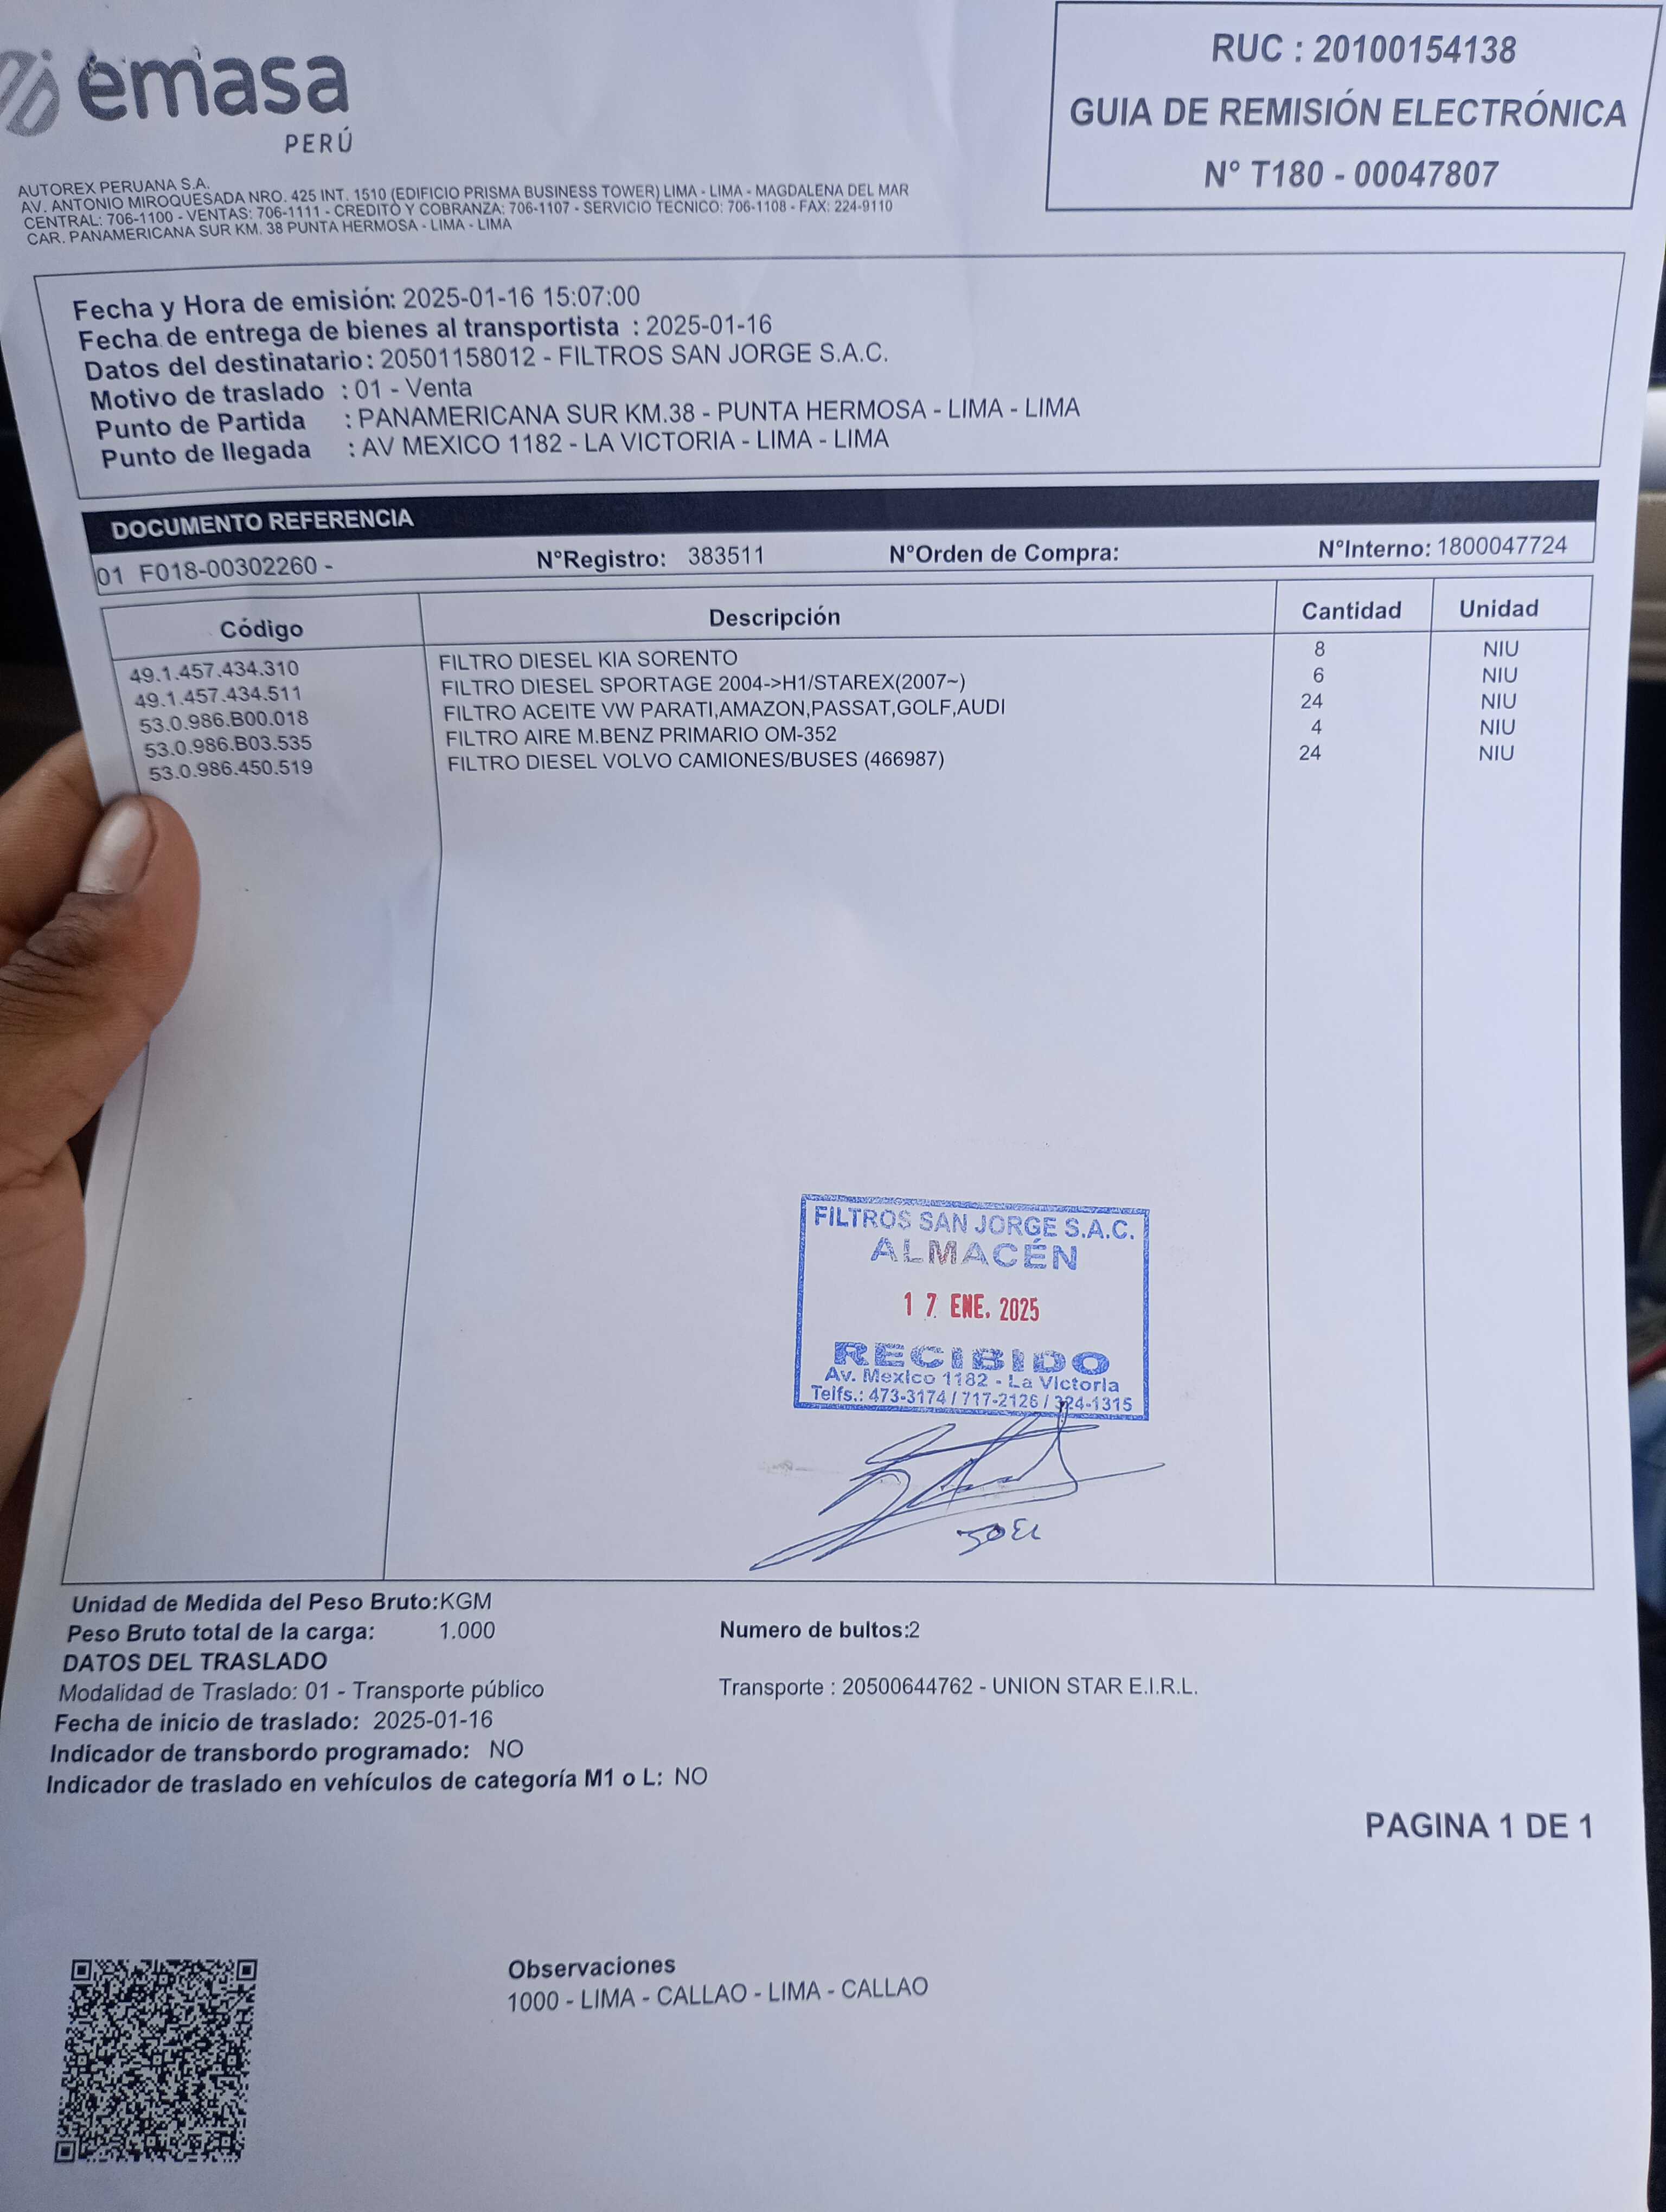 emasa
PERÚ
RUC : 20100154138
GUIA DE REMISIÓN ELECTRÓNICA
N° T180 - 00047807
AUTOREX PERUANA S.A.
AV. ANTONIO MIROQUESADA NRO. 425 INT. 1510 (EDIFICIO PRISMA BUSINESS TOWER) LIMA - LIMA - MAGDALENA DEL MAR
CENTRAL: 706-1100 - VENTAS: 706-1111 - CREDITO Y COBRANZA: 706-1107 - SERVICIO TECNICO: 706-1108 - FAX: 224-9110
CAR. PANAMERICANA SUR KM. 38 PUNTA HERMOSA - LIMA - LIMA
Fecha y Hora de emisión: 2025-01-16 15:07:00
Fecha de entrega de bienes al transportista : 2025-01-16
Datos del destinatario: 20501158012 - FILTROS SAN JORGE S.A.C.
Motivo de traslado : 01 - Venta
Punto de Partida : PANAMERICANA SUR KM.38 - PUNTA HERMOSA - LIMA - LIMA
Punto de llegada : AV MEXICO 1182 - LA VICTORIA - LIMA - LIMA
DOCUMENTO REFERENCIA
01 F018-00302260 - N°Registro: 383511 N°Orden de Compra: N°Interno: 1800047724
Código Descripción Cantidad Unidad
49.1.457.434.310 FILTRO DIESEL KIA SORENTO 8 NIU
49.1.457.434.511 FILTRO DIESEL SPORTAGE 2004->H1/STAREX(2007~) 6 NIU
53.0.986.B00.018 FILTRO ACEITE VW PARATI,AMAZON,PASSAT,GOLF,AUDI 24 NIU
53.0.986.B03.535 FILTRO AIRE M.BENZ PRIMARIO OM-352 4 NIU
53.0.986.450.519 FILTRO DIESEL VOLVO CAMIONES/BUSES (466987) 24 NIU
FILTROS SAN JORGE S.A.C.
ALMACÉN
17 ENE. 2025
RECIBIDO
Av. Mexico 1182 - La Victoria
Telfs.: 473-3174 / 717-2126 / 324-1315
JOEL
Unidad de Medida del Peso Bruto:KGM
Peso Bruto total de la carga: 1.000 Numero de bultos:2
DATOS DEL TRASLADO
Modalidad de Traslado: 01 - Transporte público Transporte : 20500644762 - UNION STAR E.I.R.L.
Fecha de inicio de traslado: 2025-01-16
Indicador de transbordo programado: NO
Indicador de traslado en vehículos de categoría M1 o L: NO
PAGINA 1 DE 1
Observaciones
1000 - LIMA - CALLAO - LIMA - CALLAO